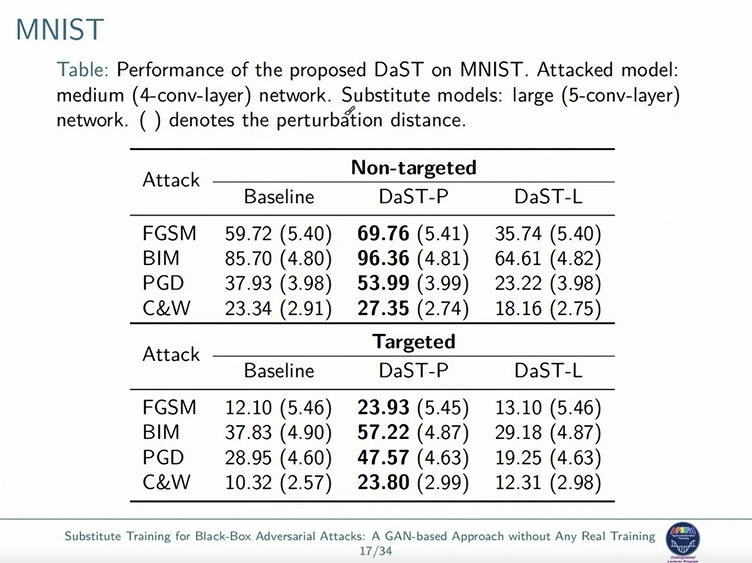 MNIST
Table: Performance of the proposed DaST on MNIST. Attacked model:
medium (4-conv-layer) network. Substitute models: large (5-conv-layer)
network. ( ) denotes the perturbation distance.
Attack Non-targeted
Baseline DaST-P DaST-L
FGSM 59.72 (5.40) 69.76 (5.41) 35.74 (5.40)
BIM 85.70 (4.80) 96.36 (4.81) 64.61 (4.82)
PGD 37.93 (3.98) 53.99 (3.99) 23.22 (3.98)
C&W 23.34 (2.91) 27.35 (2.74) 18.16 (2.75)
Attack Targeted
Baseline DaST-P DaST-L
FGSM 12.10 (5.46) 23.93 (5.45) 13.10 (5.46)
BIM 37.83 (4.90) 57.22 (4.87) 29.18 (4.87)
PGD 28.95 (4.60) 47.57 (4.63) 19.25 (4.63)
C&W 10.32 (2.57) 23.80 (2.99) 12.31 (2.98)
Substitute Training for Black-Box Adversarial Attacks: A GAN-based Approach without Any Real Training
17/34
APSIPA
Distinguished
Lecturer Program